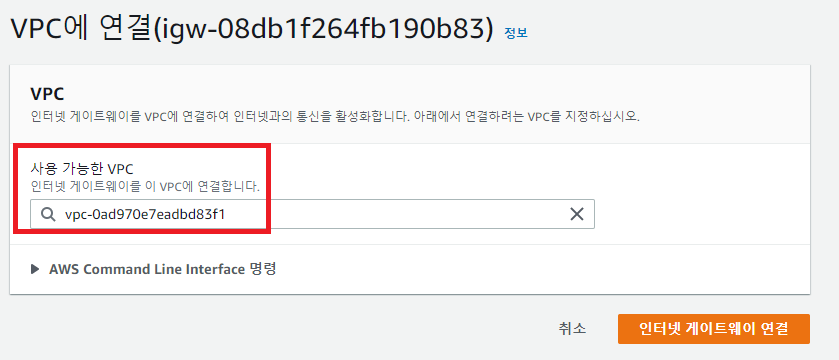 VPC에 연결(igw-08db1f264fb190b83) 정보
VPC
인터넷 게이트웨이를 VPC에 연결하여 인터넷과의 통신을 활성화합니다. 아래에서 연결하려는 VPC를 지정하십시오.
사용 가능한 VPC
인터넷 게이트웨이를 이 VPC에 연결합니다.
vpc-0ad970e7eadbd83f1
AWS Command Line Interface 명령
취소
인터넷 게이트웨이 연결